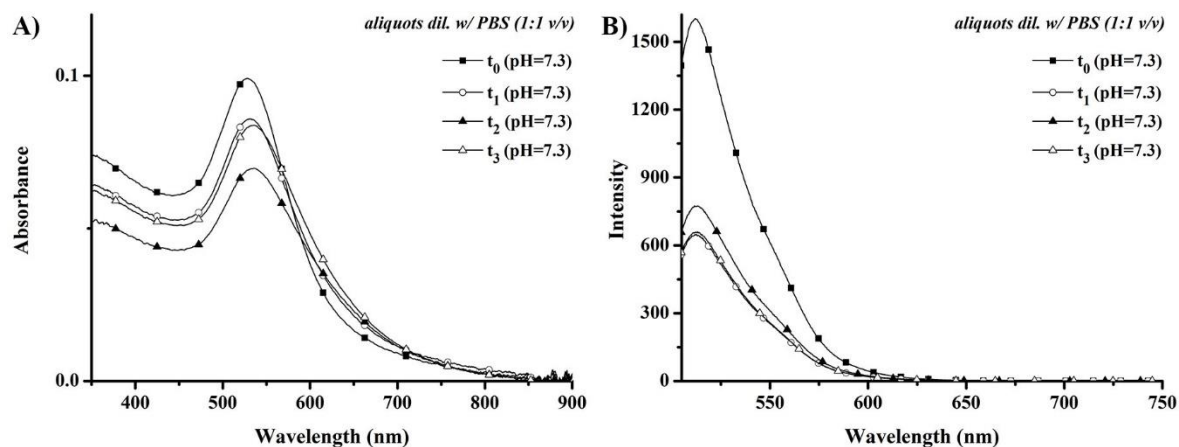 A)
aliquots dil. w/ PBS (1:1 v/v)
t0 (pH=7.3)
t1 (pH=7.3)
t2 (pH=7.3)
t3 (pH=7.3)
Absorbance
0.1
0.0
400 500 600 700 800 900
Wavelength (nm)
B)
aliquots dil. w/ PBS (1:1 v/v)
t0 (pH=7.3)
t1 (pH=7.3)
t2 (pH=7.3)
t3 (pH=7.3)
Intensity
1500
1200
900
600
300
0
550 600 650 700 750
Wavelength (nm)